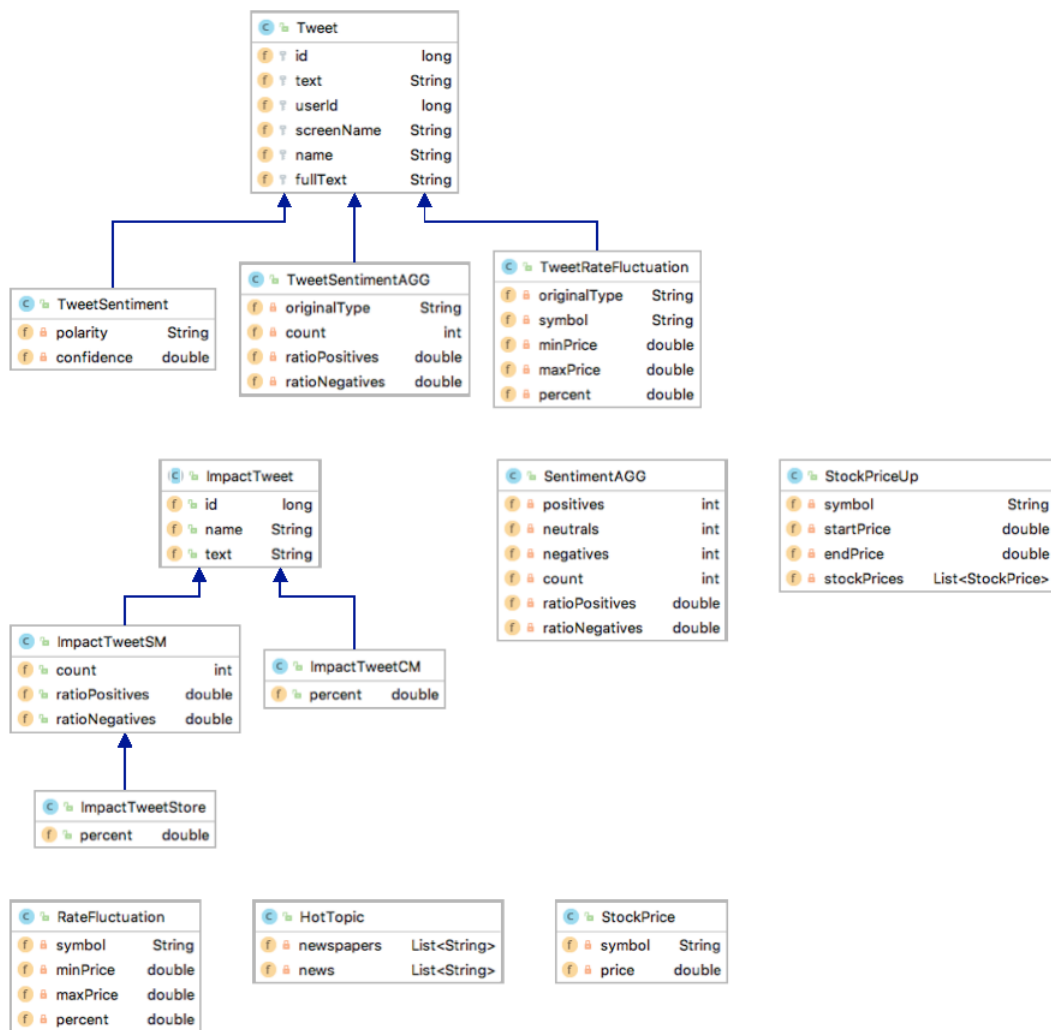 Tweet
id long
text String
userId long
screenName String
name String
fullText String
TweetSentiment
polarity String
confidence double
TweetSentimentAGG
originalType String
count int
ratioPositives double
ratioNegatives double
TweetRateFluctuation
originalType String
symbol String
minPrice double
maxPrice double
percent double
ImpactTweet
id long
name String
text String
SentimentAGG
positives int
neutrals int
negatives int
count int
ratioPositives double
ratioNegatives double
StockPriceUp
symbol String
startPrice double
endPrice double
stockPrices List<StockPrice>
ImpactTweetSM
count int
ratioPositives double
ratioNegatives double
ImpactTweetCM
percent double
ImpactTweetStore
percent double
RateFluctuation
symbol String
minPrice double
maxPrice double
percent double
HotTopic
newspapers List<String>
news List<String>
StockPrice
symbol String
price double